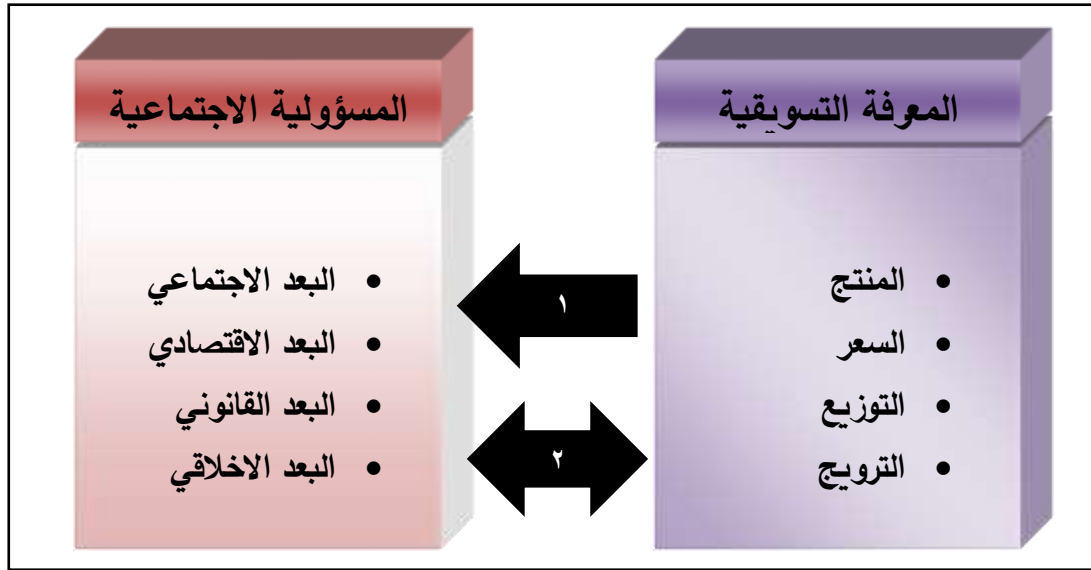 المعرفة التسويقية
• المنتج
• السعر
• التوزيع
• الترويج
١
٢
المسؤولية الاجتماعية
• البعد الاجتماعي
• البعد الاقتصادي
• البعد القانوني
• البعد الاخلاقي